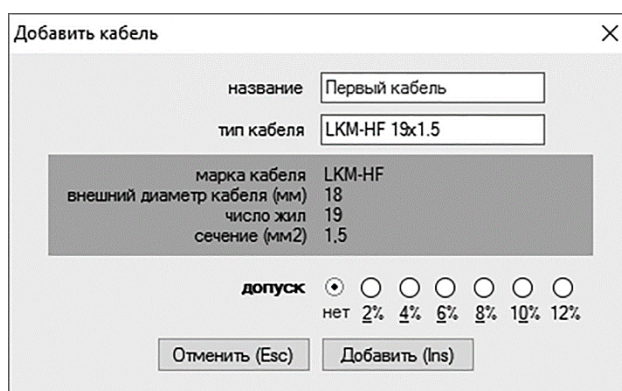 Добавить кабель
название Первый кабель
тип кабеля LKM-HF 19x1.5
марка кабеля LKM-HF
внешний диаметр кабеля (мм) 18
число жил 19
сечение (мм2) 1,5
допуск
нет 2% 4% 6% 8% 10% 12%
Отменить (Esc) Добавить (Ins)